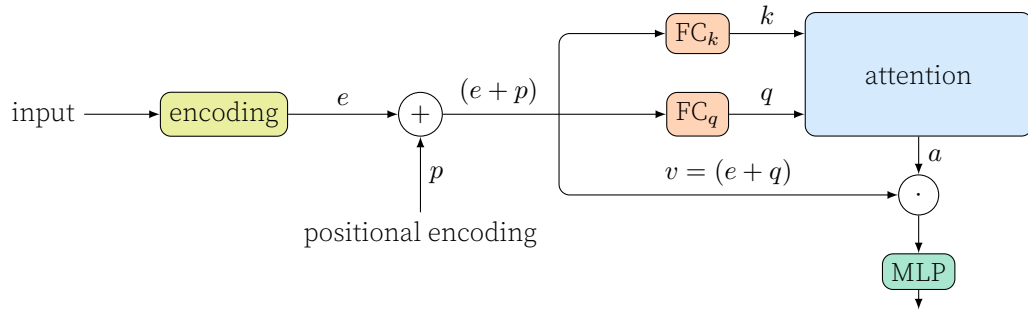 input
encoding
e
+
(e + p)
p
positional encoding
FC_k
k
FC_q
q
attention
v = (e + q)
a
·
MLP